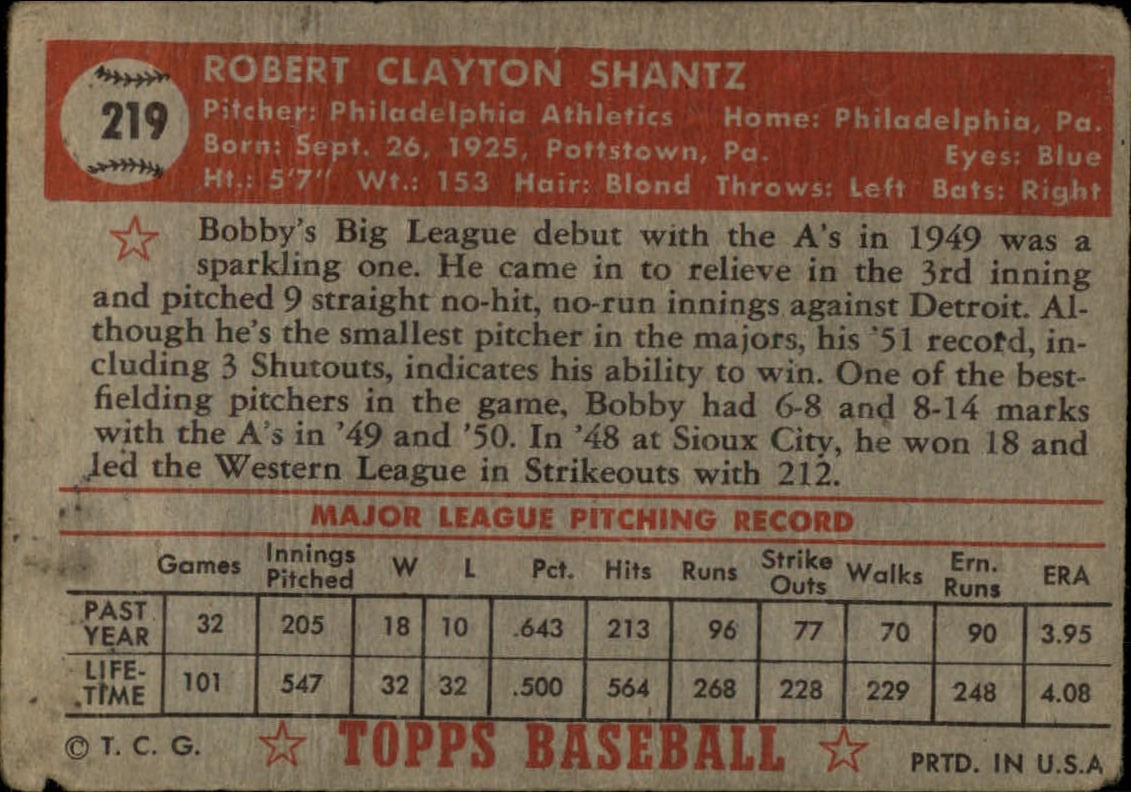 219
ROBERT CLAYTON SHANTZ
Pitcher: Philadelphia Athletics Home: Philadelphia, Pa.
Born: Sept. 26, 1925, Pottstown, Pa. Eyes: Blue
Ht.: 5'7" Wt.: 153 Hair: Blond Throws: Left Bats: Right
Bobby's Big League debut with the A's in 1949 was a
sparkling one. He came in to relieve in the 3rd inning
and pitched 9 straight no-hit, no-run innings against Detroit. Al-
though he's the smallest pitcher in the majors, his '51 record, in-
cluding 3 Shutouts, indicates his ability to win. One of the best-
fielding pitchers in the game, Bobby had 6-8 and 8-14 marks
with the A's in '49 and '50. In '48 at Sioux City, he won 18 and
led the Western League in Strikeouts with 212.
MAJOR LEAGUE PITCHING RECORD
Games Innings Pitched W L Pct. Hits Runs Strike Outs Walks Ern. Runs ERA
PAST YEAR 32 205 18 10 .643 213 96 77 70 90 3.95
LIFE-TIME 101 547 32 32 .500 564 268 228 229 248 4.08
© T. C. G. TOPPS BASEBALL PRTD. IN U.S.A